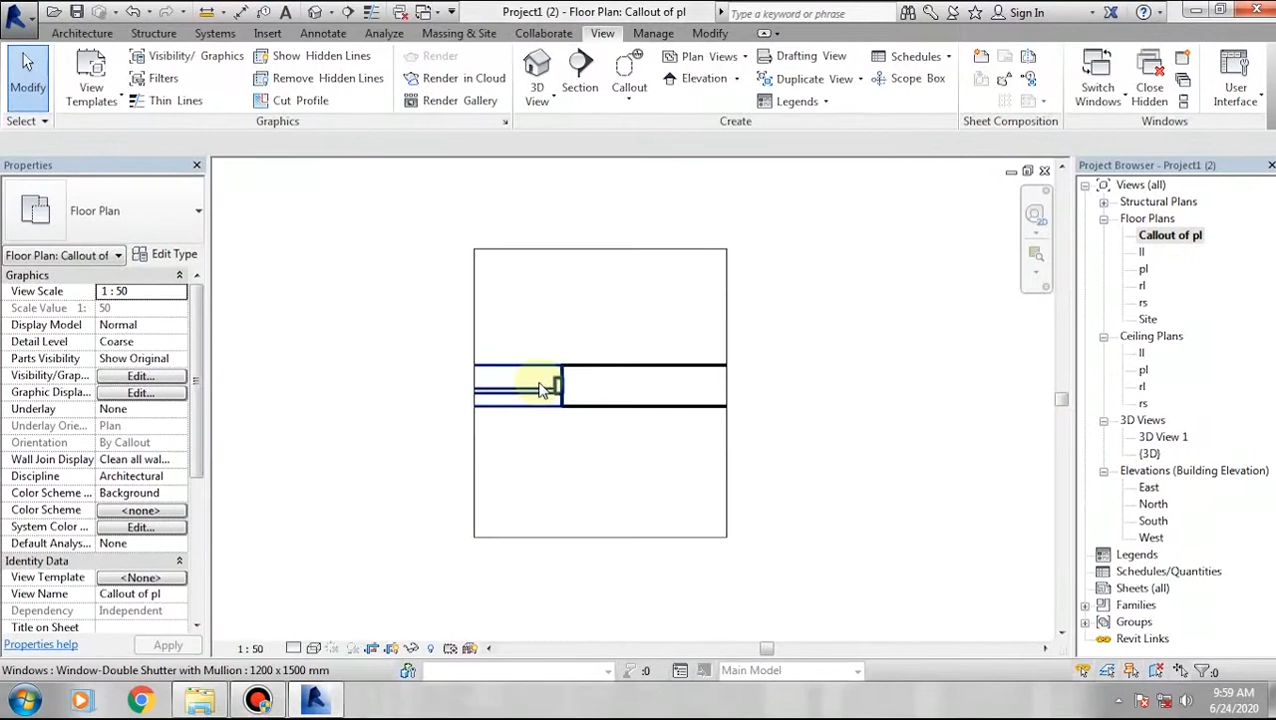 Project1 (2) - Floor Plan: Callout of pl
Type a keyword or phrase
Sign In
Architecture Structure Systems Insert Annotate Analyze Massing & Site Collaborate View Manage Modify
Modify
Select
View Templates
Visibility/ Graphics
Filters
Thin Lines
Show Hidden Lines
Remove Hidden Lines
Cut Profile
Render
Render in Cloud
Render Gallery
Graphics
3D View
Section
Callout
Plan Views
Elevation
Drafting View
Duplicate View
Legends
Schedules
Scope Box
Create
Sheet Composition
Switch Windows
Close Hidden
User Interface
Windows
Properties
Floor Plan
Floor Plan: Callout of
Edit Type
Graphics
View Scale 1 : 50
Scale Value 1: 50
Display Model Normal
Detail Level Coarse
Parts Visibility Show Original
Visibility/Grap... Edit...
Graphic Displa... Edit...
Underlay None
Underlay Orie... Plan
Orientation By Callout
Wall Join Display Clean all wal...
Discipline Architectural
Color Scheme ... Background
Color Scheme <none>
System Color ... Edit...
Default Analys... None
Identity Data
View Template <None>
View Name Callout of pl
Dependency Independent
Title on Sheet
Properties help
Apply
2D
Project Browser - Project1 (2)
Views (all)
Structural Plans
Floor Plans
Callout of pl
ll
pl
rl
rs
Site
Ceiling Plans
ll
pl
rl
rs
3D Views
3D View 1
{3D}
Elevations (Building Elevation)
East
North
South
West
Legends
Schedules/Quantities
Sheets (all)
Families
Groups
Revit Links
1 : 50
Windows : Window-Double Shutter with Mullion : 1200 x 1500 mm
:0
Main Model
:0
9:59 AM
6/24/2020